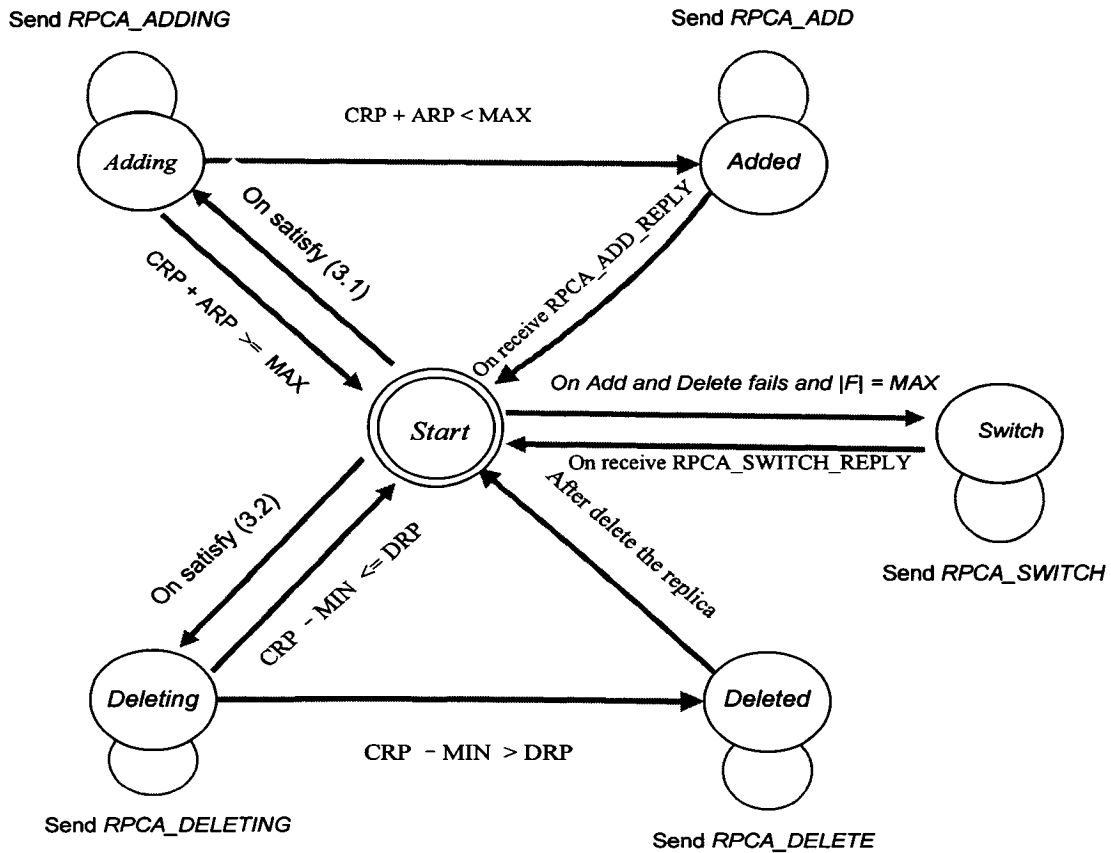 Send RPCA_ADDING
Send RPCA_ADD
CRP + ARP < MAX
Adding
Added
On satisfy (3.1)
CRP + ARP >= MAX
On receive RPCA_ADD_REPLY
On Add and Delete fails and |F| = MAX
Start
Switch
On receive RPCA_SWITCH_REPLY
After delete the replica
On satisfy (3.2)
CRP - MIN <= DRP
Send RPCA_SWITCH
Deleting
Deleted
CRP - MIN > DRP
Send RPCA_DELETING
Send RPCA_DELETE